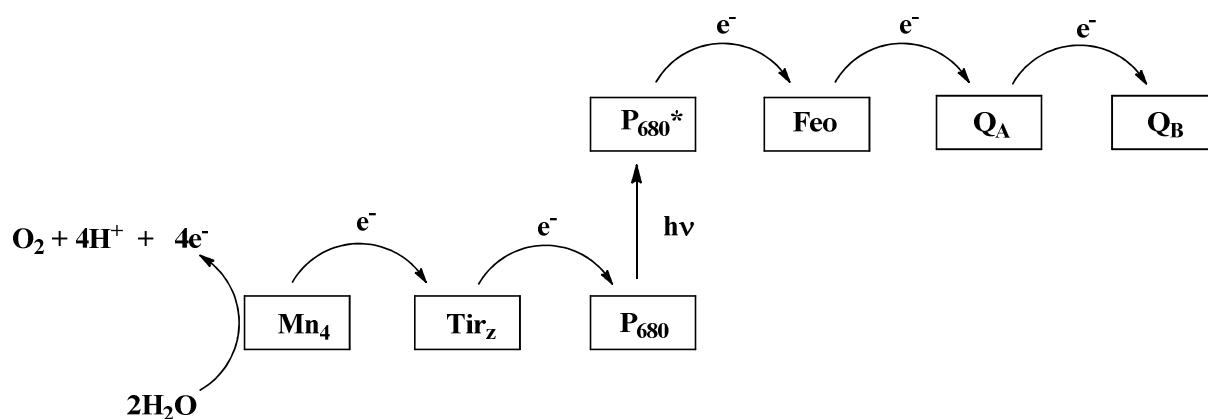 e⁻ e⁻ e⁻
P₆₈₀* Feo Q_A Q_B
e⁻ e⁻ hν
O₂ + 4H⁺ + 4e⁻
Mn₄ Tir_z P₆₈₀
2H₂O